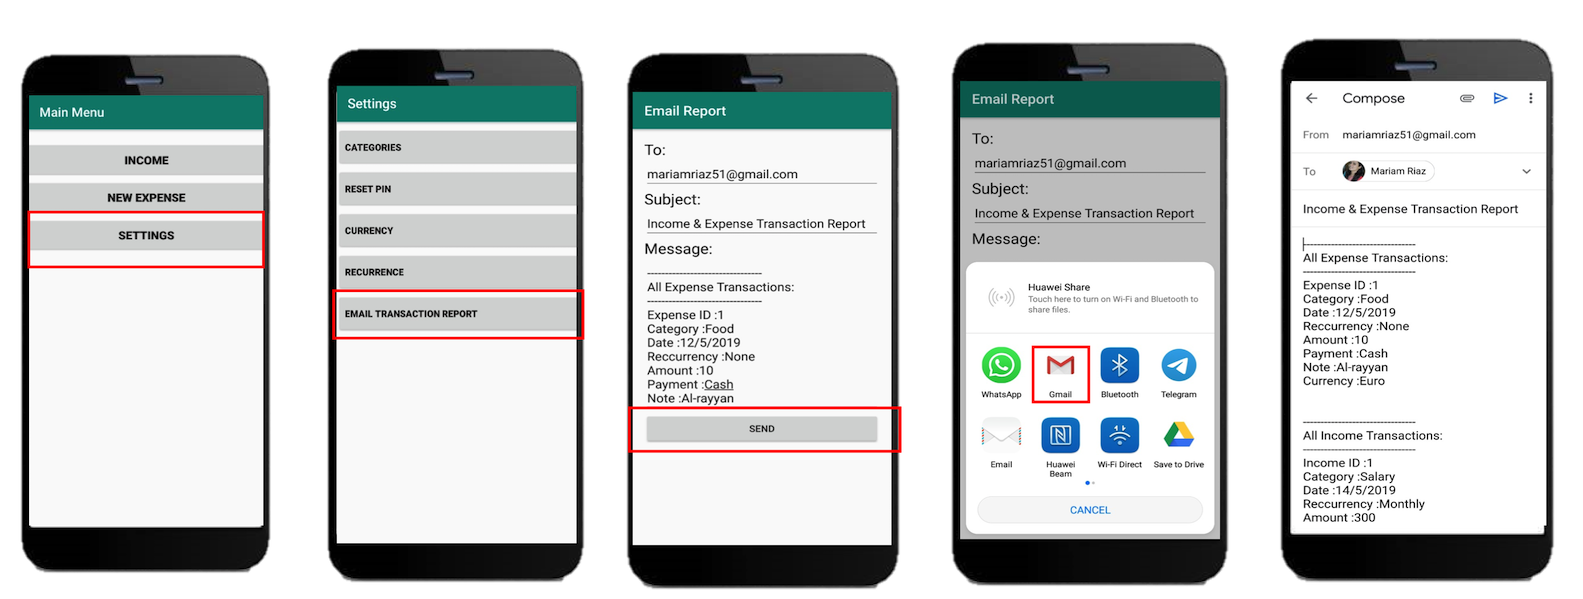 Main Menu
INCOME
NEW EXPENSE
SETTINGS
Settings
CATEGORIES
RESET PIN
CURRENCY
RECURRENCE
EMAIL TRANSACTION REPORT
Email Report
To:
mariamriaz51@gmail.com
Subject:
Income & Expense Transaction Report
Message:
--------------------------------
All Expense Transactions:
--------------------------------
Expense ID :1
Category :Food
Date :12/5/2019
Reccurrency :None
Amount :10
Payment :Cash
Note :Al-rayyan
SEND
Email Report
To:
mariamriaz51@gmail.com
Subject:
Income & Expense Transaction Report
Message:
Huawei Share
Touch here to turn on Wi-Fi and Bluetooth to
share files.
WhatsApp
Gmail
Bluetooth
Telegram
Email
Huawei
Beam
Wi-Fi Direct
Save to Drive
CANCEL
Compose
From mariamriaz51@gmail.com
To Mariam Riaz
Income & Expense Transaction Report
--------------------------------
All Expense Transactions:
--------------------------------
Expense ID :1
Category :Food
Date :12/5/2019
Reccurrency :None
Amount :10
Payment :Cash
Note :Al-rayyan
Currency :Euro
--------------------------------
All Income Transactions:
--------------------------------
Income ID :1
Category :Salary
Date :14/5/2019
Reccurrency :Monthly
Amount :300